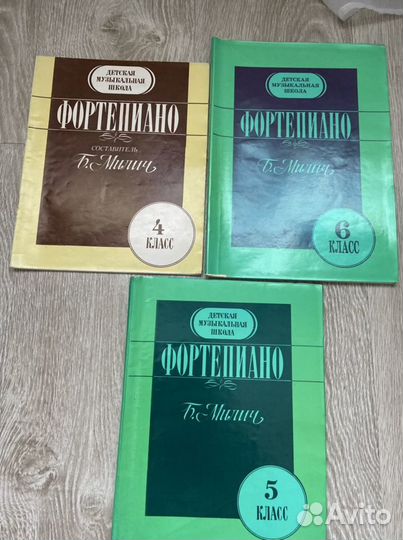 ДЕТСКАЯ
МУЗЫКАЛЬНАЯ
ШКОЛА
ФОРТЕПИАНО
СОСТАВИТЕЛЬ
Б. Милич
4
КЛАСС
ДЕТСКАЯ
МУЗЫКАЛЬНАЯ
ШКОЛА
ФОРТЕПИАНО
Б. Милич
6
КЛАСС
ДЕТСКАЯ
МУЗЫКАЛЬНАЯ
ШКОЛА
ФОРТЕПИАНО
Б. Милич
5
КЛАСС
Avito